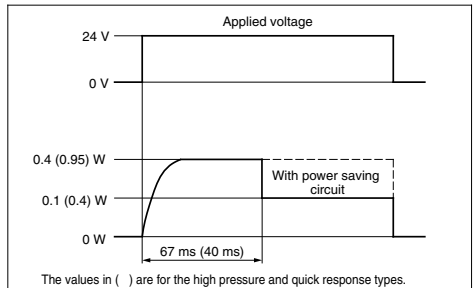 Applied voltage
24 V
0 V
0.4 (0.95) W
With power saving
circuit
0.1 (0.4) W
0 W
67 ms (40 ms)
The values in (  ) are for the high pressure and quick response types.